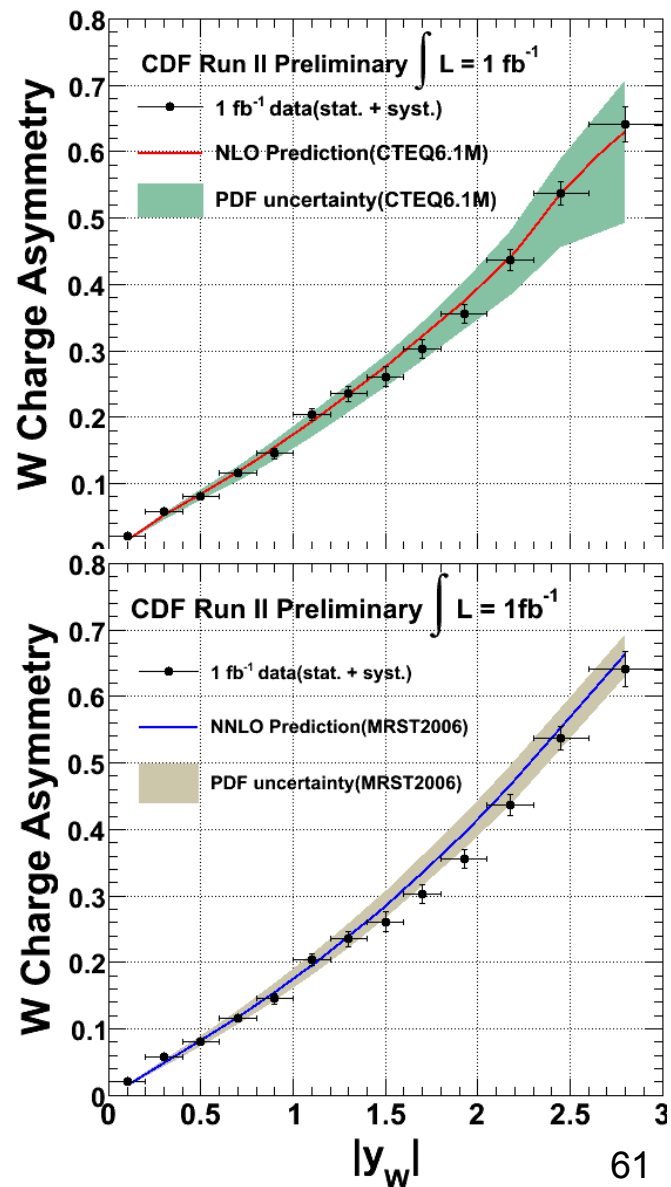 0.8
CDF Run II Preliminary ∫ L = 1 fb⁻¹
0.7
1 fb⁻¹ data(stat. + syst.)
0.6
NLO Prediction(CTEQ6.1M)
PDF uncertainty(CTEQ6.1M)
0.5
0.4
0.3
0.2
0.1
0
W Charge Asymmetry
0.8
CDF Run II Preliminary ∫ L = 1fb⁻¹
0.7
1 fb⁻¹ data(stat. + syst.)
0.6
NNLO Prediction(MRST2006)
0.5
PDF uncertainty(MRST2006)
0.4
0.3
0.2
0.1
0
W Charge Asymmetry
0 0.5 1 1.5 2 2.5 3
|y_W|
61